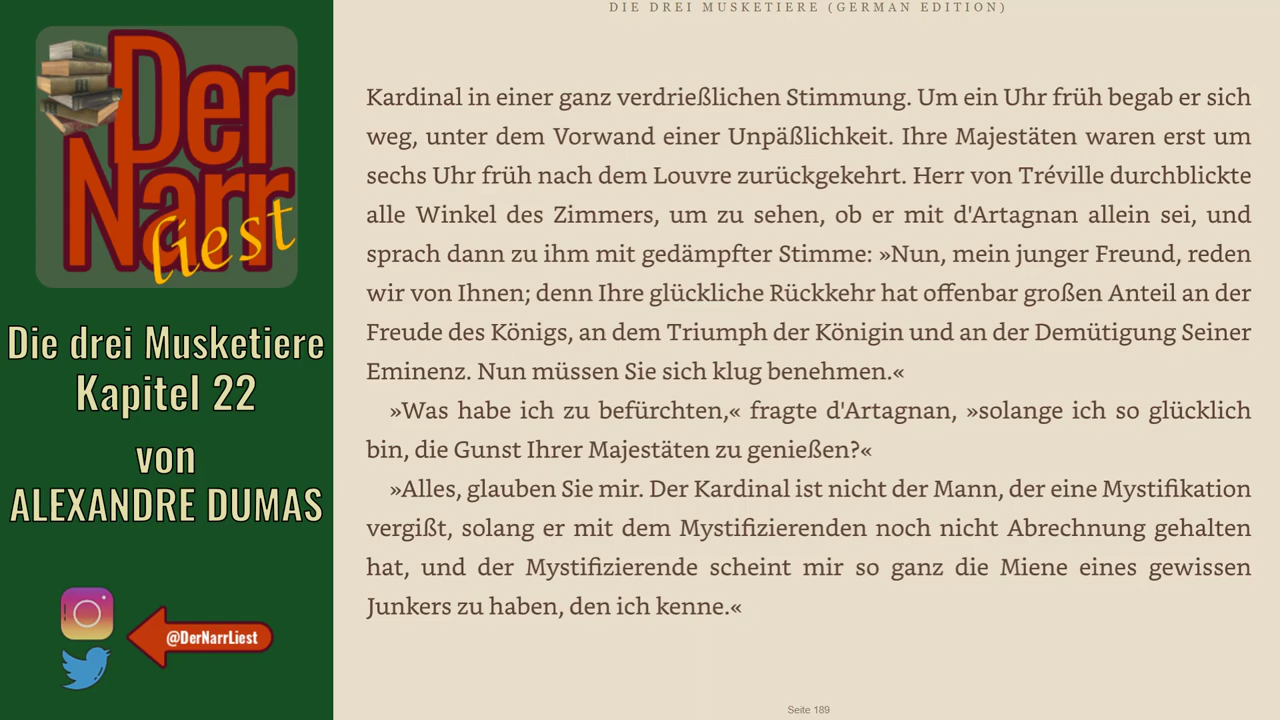 Der
Narr
liest
Die drei Musketiere
Kapitel 22
von
ALEXANDRE DUMAS
@DerNarrLiest
DIE DREI MUSKETIERE (GERMAN EDITION)
Kardinal in einer ganz verdrießlichen Stimmung. Um ein Uhr früh begab er sich
weg, unter dem Vorwand einer Unpäßlichkeit. Ihre Majestäten waren erst um
sechs Uhr früh nach dem Louvre zurückgekehrt. Herr von Tréville durchblickte
alle Winkel des Zimmers, um zu sehen, ob er mit d'Artagnan allein sei, und
sprach dann zu ihm mit gedämpfter Stimme: »Nun, mein junger Freund, reden
wir von Ihnen; denn Ihre glückliche Rückkehr hat offenbar großen Anteil an der
Freude des Königs, an dem Triumph der Königin und an der Demütigung Seiner
Eminenz. Nun müssen Sie sich klug benehmen.«
»Was habe ich zu befürchten,« fragte d'Artagnan, »solange ich so glücklich
bin, die Gunst Ihrer Majestäten zu genießen?«
»Alles, glauben Sie mir. Der Kardinal ist nicht der Mann, der eine Mystifikation
vergißt, solang er mit dem Mystifizierenden noch nicht Abrechnung gehalten
hat, und der Mystifizierende scheint mir so ganz die Miene eines gewissen
Junkers zu haben, den ich kenne.«
Seite 189